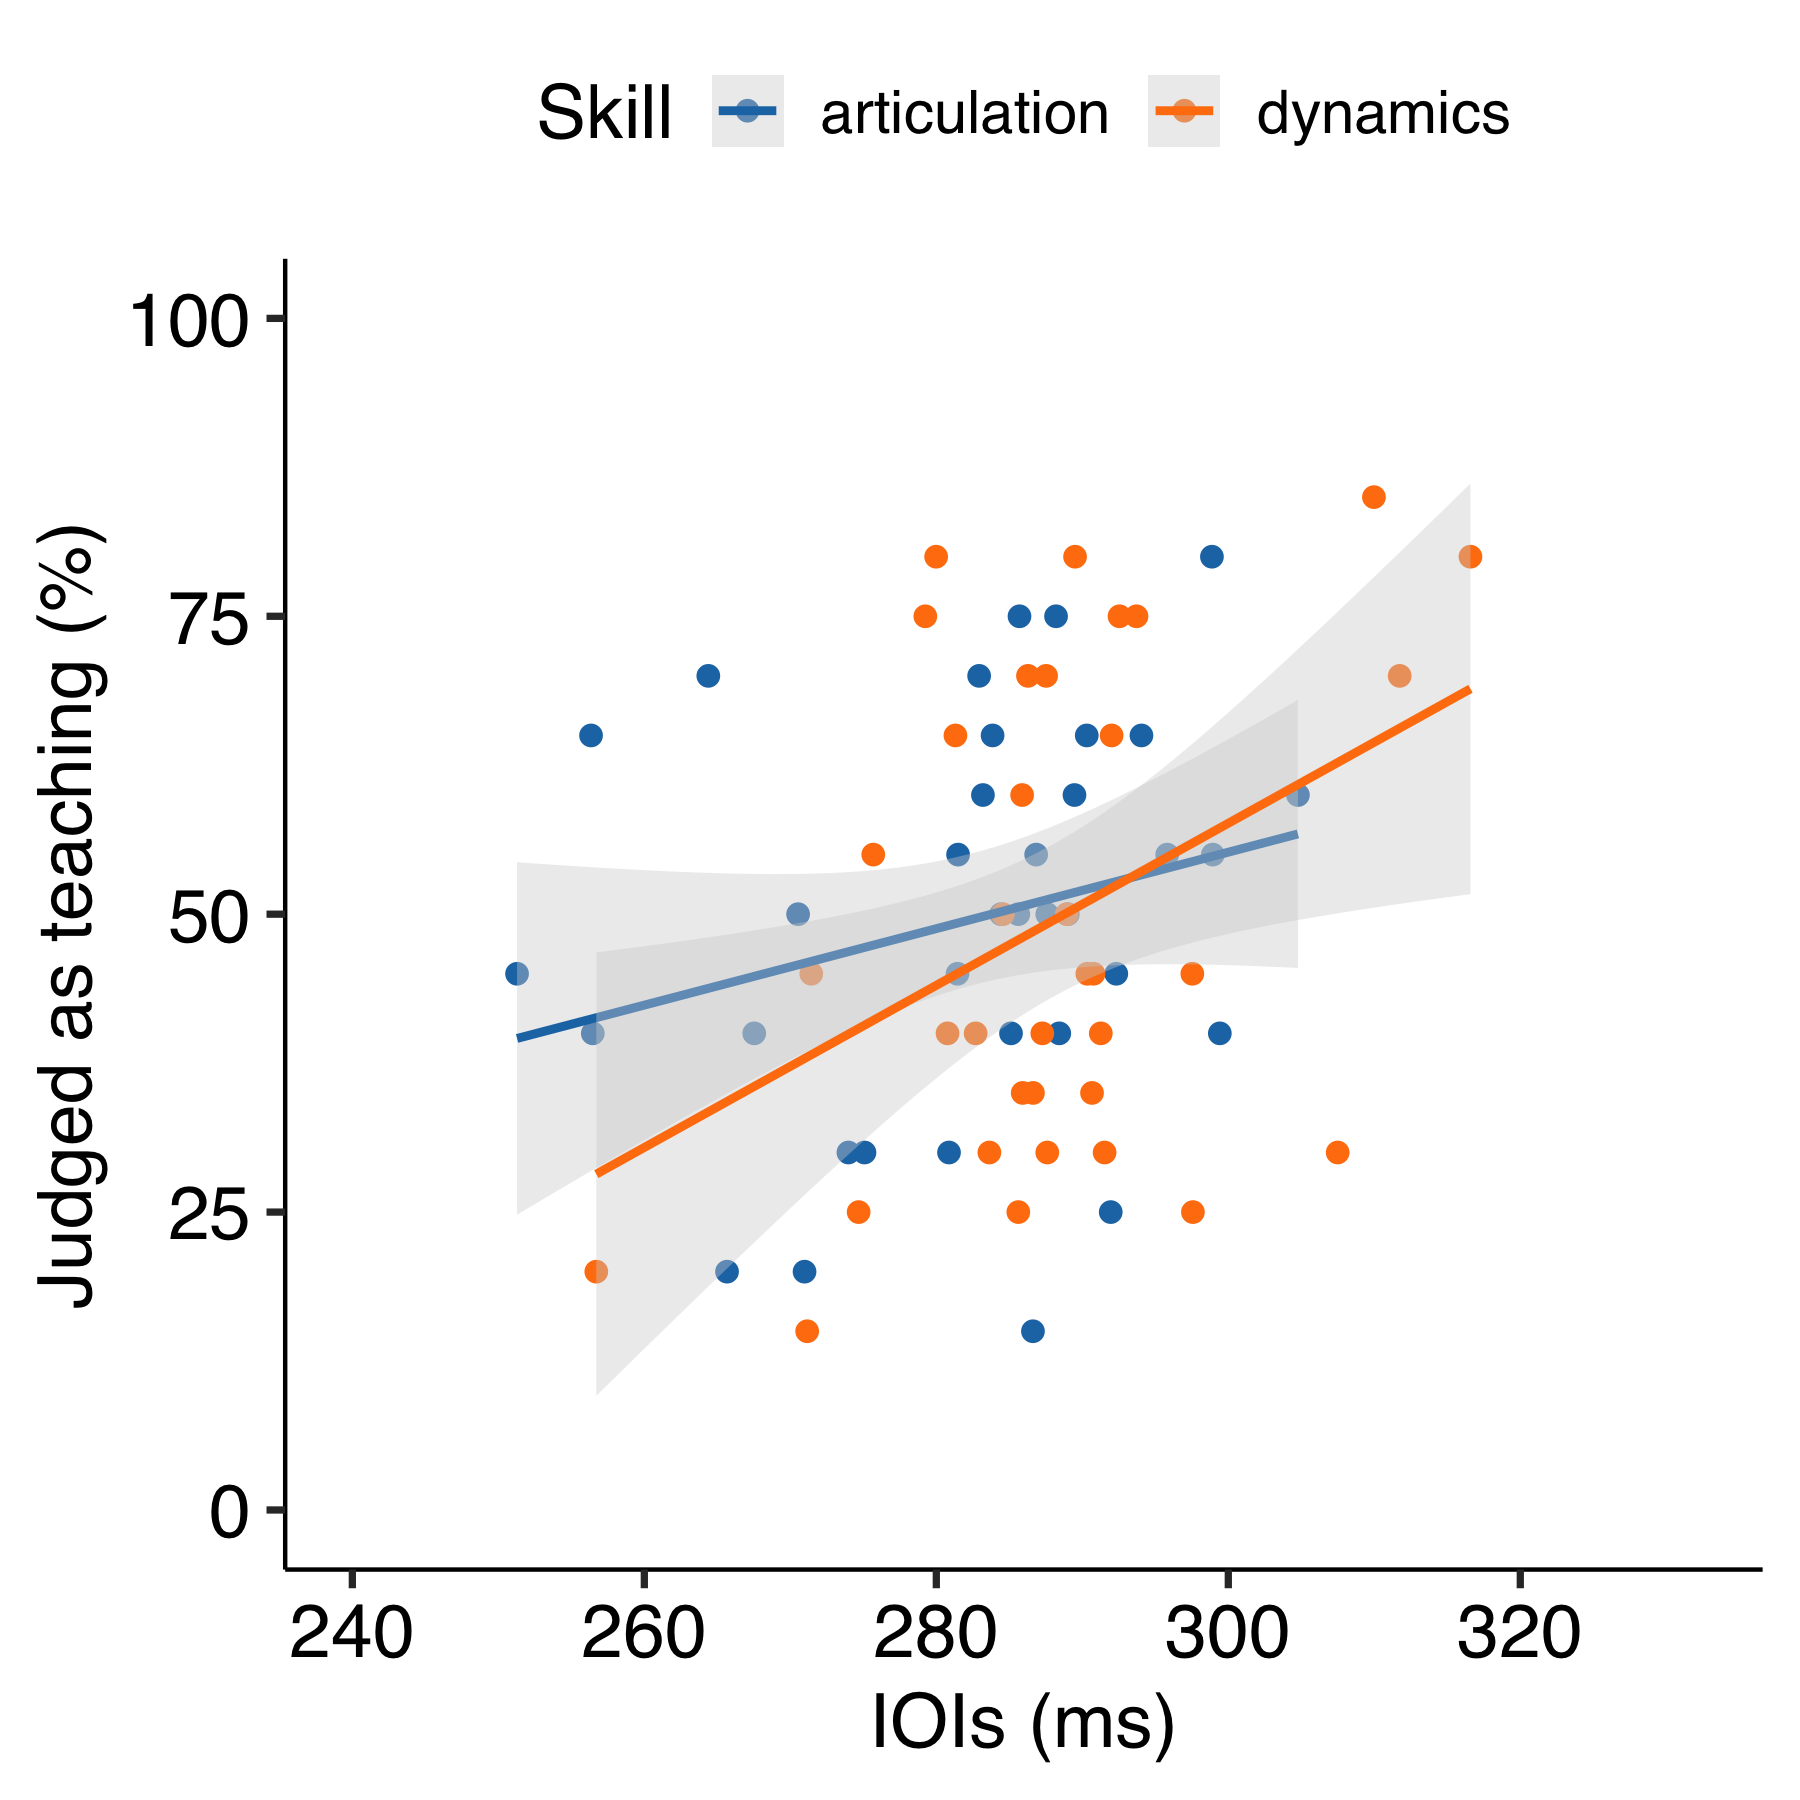 Skill articulation dynamics
Judged as teaching (%)
100
75
50
25
0
240 260 280 300 320
IOIs (ms)